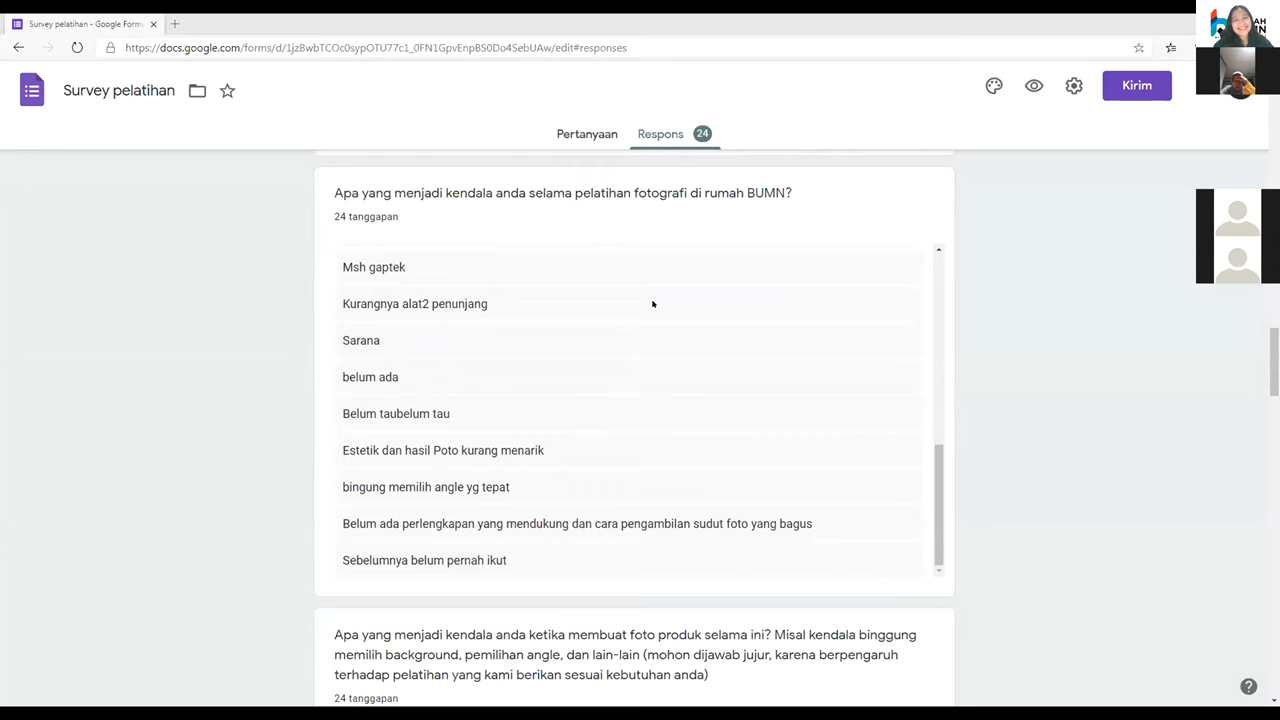 Survey pelatihan - Google Form
https://docs.google.com/forms/d/1jzBwbTCOc0sypOTU77c1_0FN1GpvEnpBS0Do4SebUAw/edit#responses
Survey pelatihan
Kirim
Pertanyaan
Respons 24
Apa yang menjadi kendala anda selama pelatihan fotografi di rumah BUMN?
24 tanggapan
Msh gaptek
Kurangnya alat2 penunjang
Sarana
belum ada
Belum taubelum tau
Estetik dan hasil Poto kurang menarik
bingung memilih angle yg tepat
Belum ada perlengkapan yang mendukung dan cara pengambilan sudut foto yang bagus
Sebelumnya belum pernah ikut
Apa yang menjadi kendala anda ketika membuat foto produk selama ini? Misal kendala binggung
memilih background, pemilihan angle, dan lain-lain (mohon dijawab jujur, karena berpengaruh
terhadap pelatihan yang kami berikan sesuai kebutuhan anda)
24 tanggapan